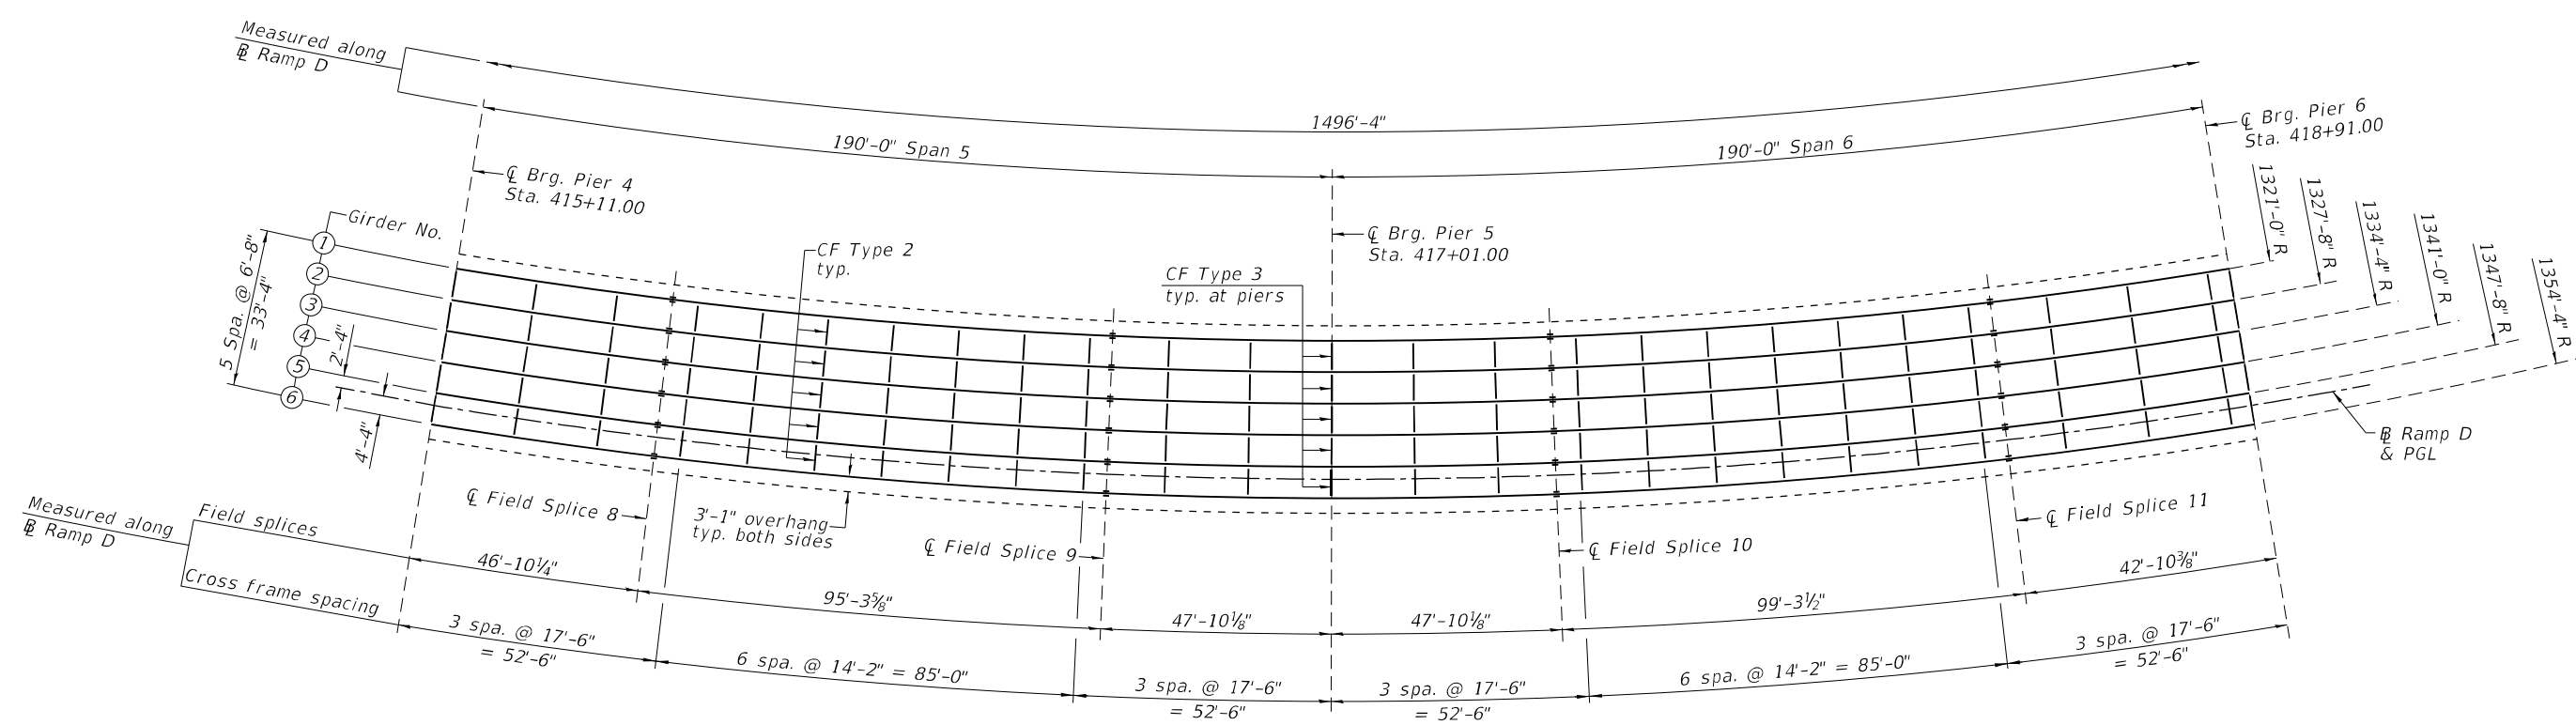 Measured along
℄ Ramp D
1496'-4"
190'-0" Span 5
190'-0" Span 6
℄ Brg. Pier 6
Sta. 418+91.00
℄ Brg. Pier 4
Sta. 415+11.00
Girder No.
℄ Brg. Pier 5
Sta. 417+01.00
CF Type 2
typ.
CF Type 3
typ. at piers
1321'-0" R
1327'-8" R
1334'-4" R
1341'-0" R
1347'-8" R
1354'-4" R
1
2
3
4
5
6
5 Spa. @ 6'-8"
= 33'-4"
2'-4"
4'-4"
℄ Ramp D
& PGL
Measured along
℄ Ramp D
Field splices
Cross frame spacing
℄ Field Splice 8
3'-1" overhang
typ. both sides
℄ Field Splice 9
℄ Field Splice 10
℄ Field Splice 11
46'-10¼"
95'-3⅝"
47'-10⅛"
47'-10⅛"
99'-3½"
42'-10⅜"
3 spa. @ 17'-6"
= 52'-6"
6 spa. @ 14'-2" = 85'-0"
3 spa. @ 17'-6"
= 52'-6"
3 spa. @ 17'-6"
= 52'-6"
6 spa. @ 14'-2" = 85'-0"
3 spa. @ 17'-6"
= 52'-6"